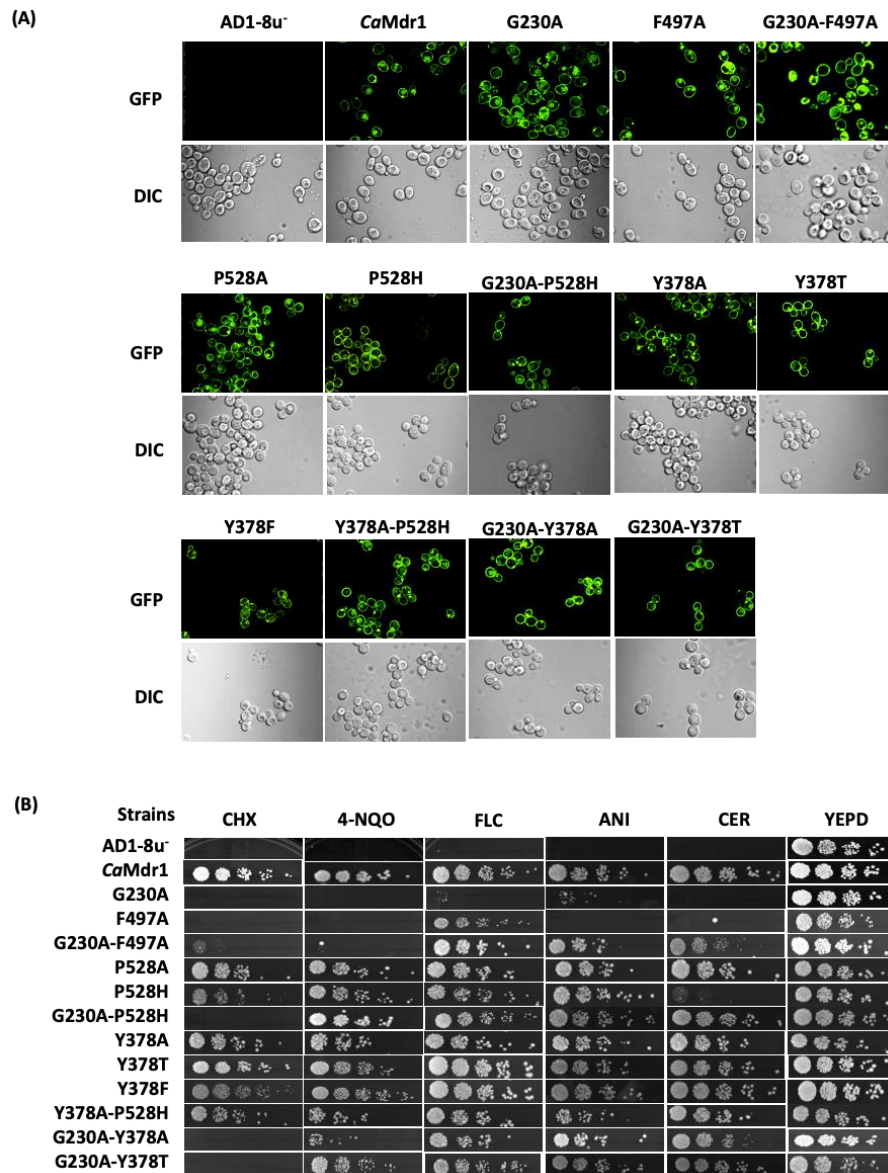 (A)
AD1-8u⁻ CaMdr1 G230A F497A G230A-F497A
GFP
DIC
P528A P528H G230A-P528H Y378A Y378T
GFP
DIC
Y378F Y378A-P528H G230A-Y378A G230A-Y378T
GFP
DIC
(B)
Strains CHX 4-NQO FLC ANI CER YEPD
AD1-8u⁻
CaMdr1
G230A
F497A
G230A-F497A
P528A
P528H
G230A-P528H
Y378A
Y378T
Y378F
Y378A-P528H
G230A-Y378A
G230A-Y378T